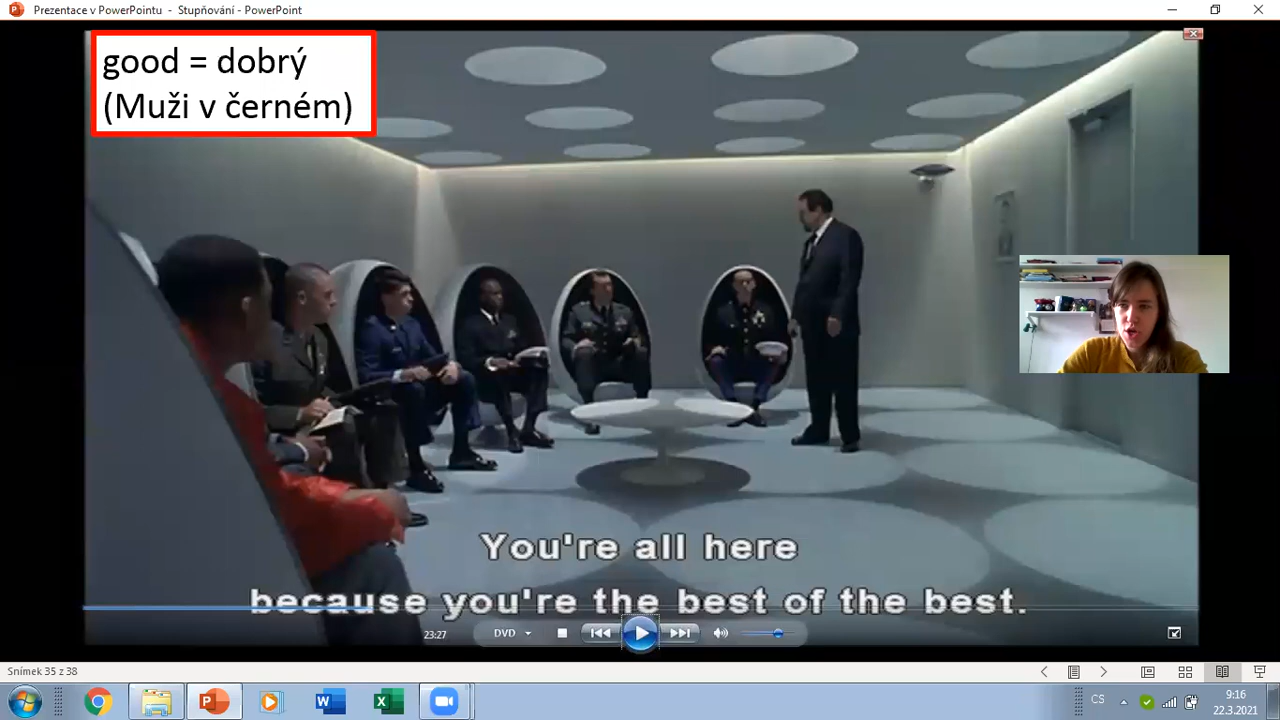 Prezentace v PowerPointu - Stupňování - PowerPoint
good = dobrý
(Muži v černém)
You're all here
because you're the best of the best.
23:27
DVD
Snímek 35 z 38
CS
9:16
22.3.2021